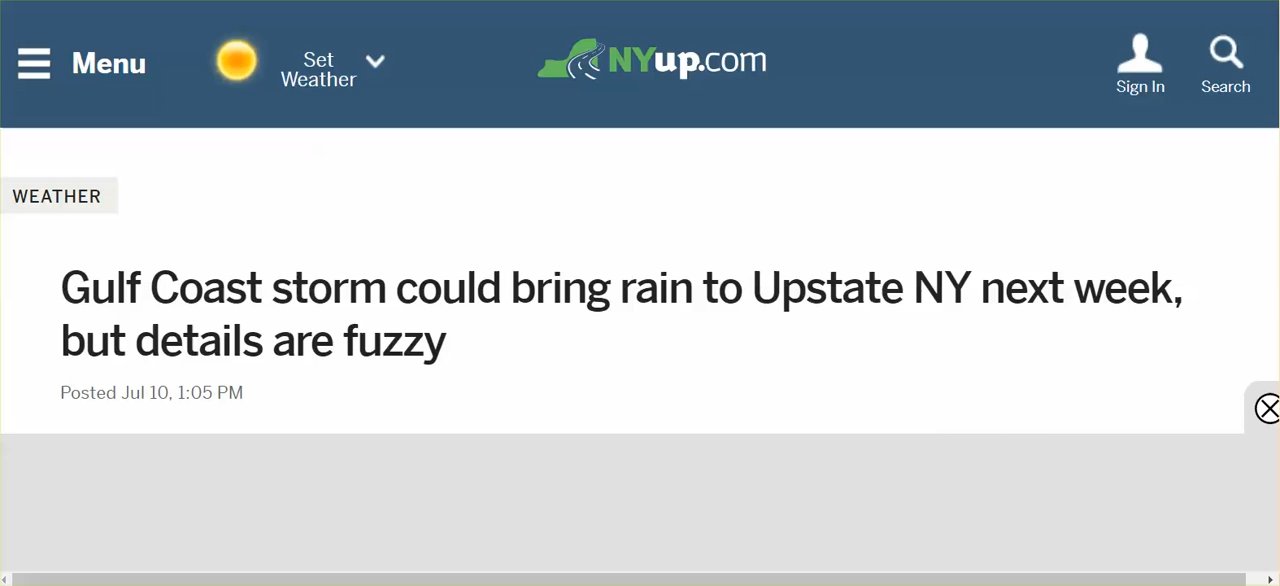 Menu
Set
Weather
NYup.com
Sign In
Search
WEATHER
Gulf Coast storm could bring rain to Upstate NY next week,
but details are fuzzy
Posted Jul 10, 1:05 PM